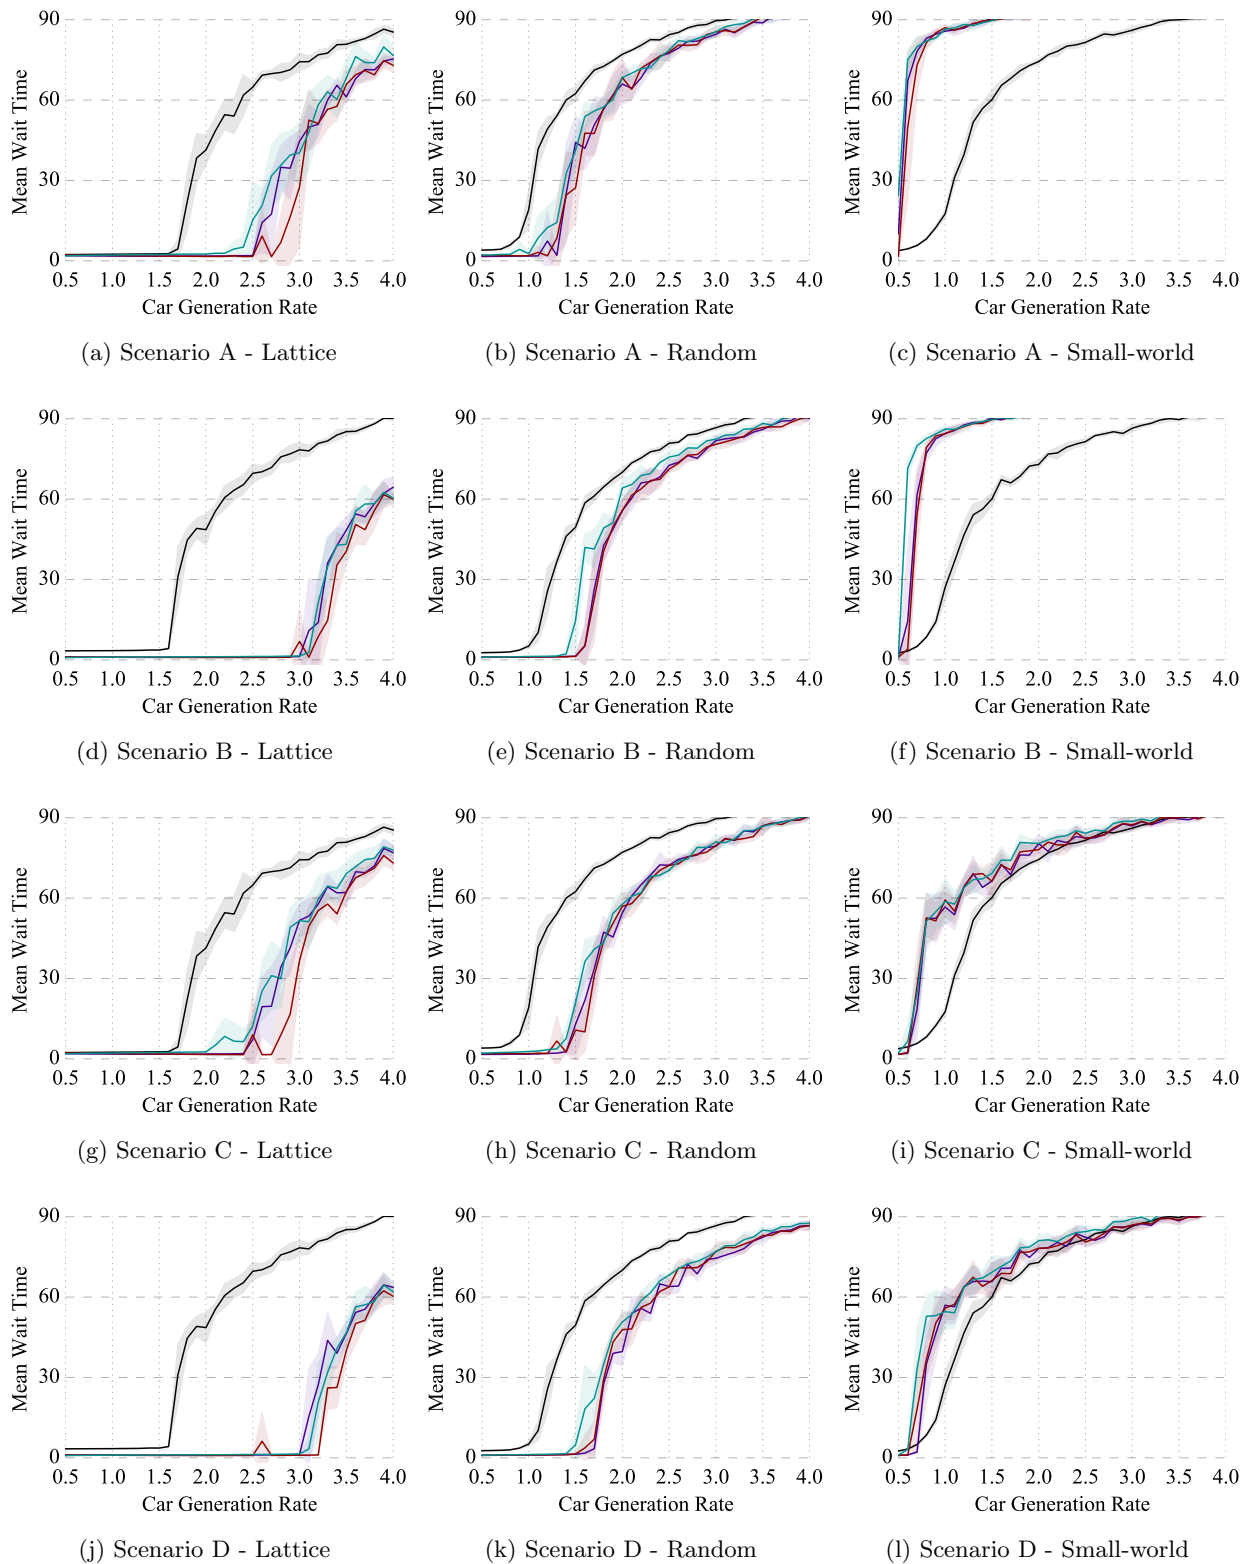 90
60
30
0
Mean Wait Time
0.5 1.0 1.5 2.0 2.5 3.0 3.5 4.0
Car Generation Rate
(a) Scenario A - Lattice
90
60
30
0
Mean Wait Time
0.5 1.0 1.5 2.0 2.5 3.0 3.5 4.0
Car Generation Rate
(b) Scenario A - Random
90
60
30
0
Mean Wait Time
0.5 1.0 1.5 2.0 2.5 3.0 3.5 4.0
Car Generation Rate
(c) Scenario A - Small-world
90
60
30
0
Mean Wait Time
0.5 1.0 1.5 2.0 2.5 3.0 3.5 4.0
Car Generation Rate
(d) Scenario B - Lattice
90
60
30
0
Mean Wait Time
0.5 1.0 1.5 2.0 2.5 3.0 3.5 4.0
Car Generation Rate
(e) Scenario B - Random
90
60
30
0
Mean Wait Time
0.5 1.0 1.5 2.0 2.5 3.0 3.5 4.0
Car Generation Rate
(f) Scenario B - Small-world
90
60
30
0
Mean Wait Time
0.5 1.0 1.5 2.0 2.5 3.0 3.5 4.0
Car Generation Rate
(g) Scenario C - Lattice
90
60
30
0
Mean Wait Time
0.5 1.0 1.5 2.0 2.5 3.0 3.5 4.0
Car Generation Rate
(h) Scenario C - Random
90
60
30
0
Mean Wait Time
0.5 1.0 1.5 2.0 2.5 3.0 3.5 4.0
Car Generation Rate
(i) Scenario C - Small-world
90
60
30
0
Mean Wait Time
0.5 1.0 1.5 2.0 2.5 3.0 3.5 4.0
Car Generation Rate
(j) Scenario D - Lattice
90
60
30
0
Mean Wait Time
0.5 1.0 1.5 2.0 2.5 3.0 3.5 4.0
Car Generation Rate
(k) Scenario D - Random
90
60
30
0
Mean Wait Time
0.5 1.0 1.5 2.0 2.5 3.0 3.5 4.0
Car Generation Rate
(l) Scenario D - Small-world